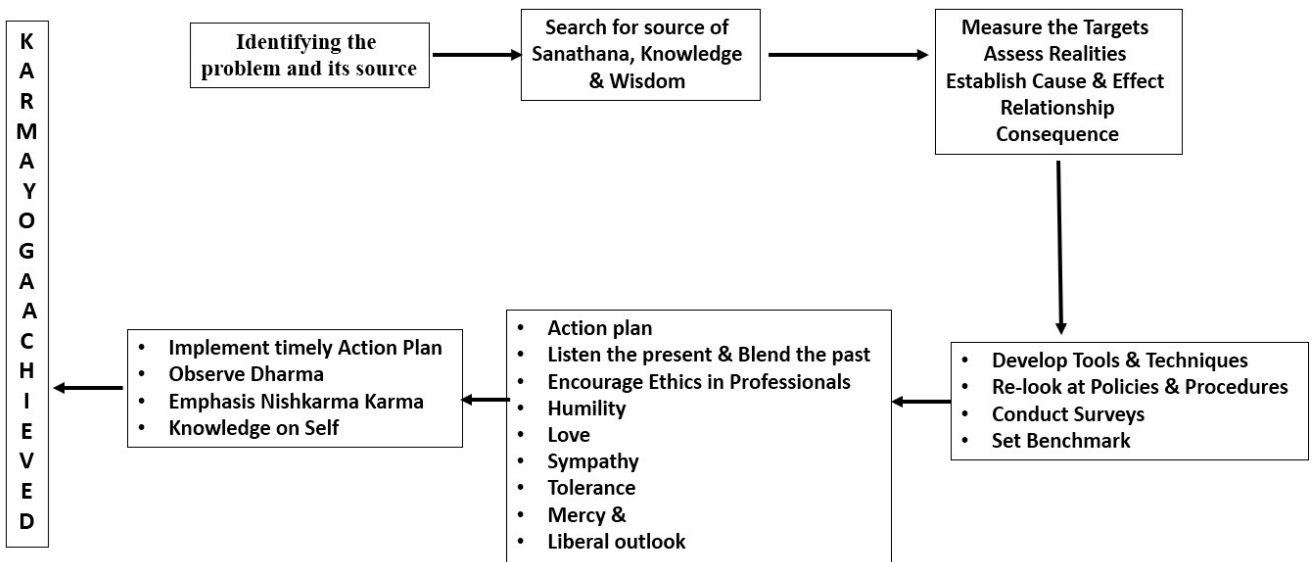 Identifying the
problem and its source
Search for source of
Sanathana, Knowledge
& Wisdom
Measure the Targets
Assess Realities
Establish Cause & Effect
Relationship
Consequence
• Develop Tools & Techniques
• Re-look at Policies & Procedures
• Conduct Surveys
• Set Benchmark
• Action plan
• Listen the present & Blend the past
• Encourage Ethics in Professionals
• Humility
• Love
• Sympathy
• Tolerance
• Mercy &
• Liberal outlook
• Implement timely Action Plan
• Observe Dharma
• Emphasis Nishkarma Karma
• Knowledge on Self
K
A
R
M
A
Y
O
G
A
A
C
H
I
E
V
E
D